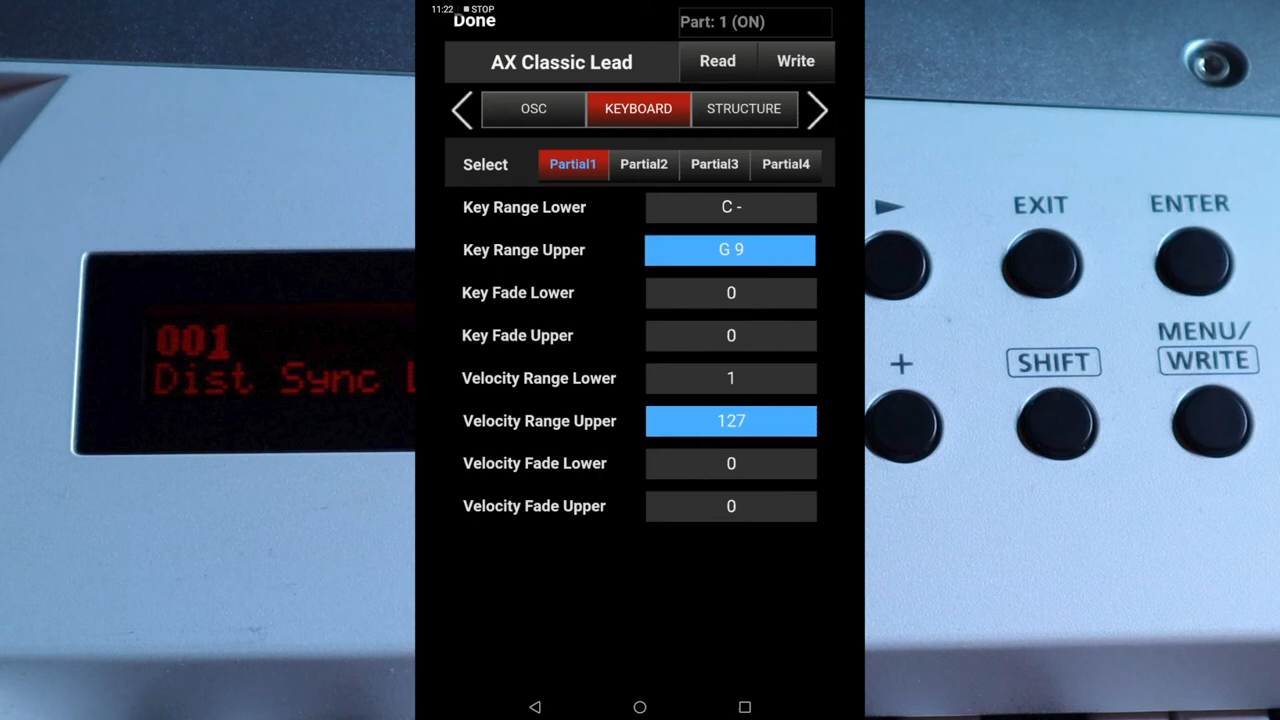 11:22 STOP
Done
Part: 1 (ON)
AX Classic Lead
Read
Write
OSC
KEYBOARD
STRUCTURE
Select
Partial1
Partial2
Partial3
Partial4
Key Range Lower
C -
Key Range Upper
G 9
Key Fade Lower
0
Key Fade Upper
0
Velocity Range Lower
1
Velocity Range Upper
127
Velocity Fade Lower
0
Velocity Fade Upper
0
001
Dist Sync
EXIT
ENTER
+
SHIFT
MENU/
WRITE